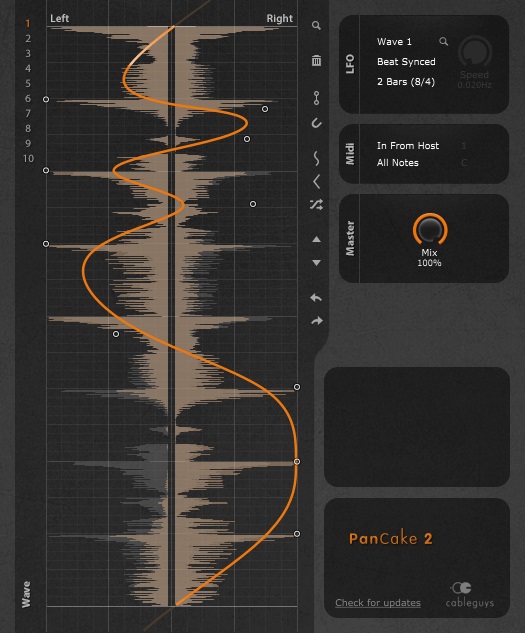 Left
Right
1
2
3
4
5
6
7
8
9
10
Wave
LFO
Wave 1
Beat Synced
2 Bars (8/4)
Speed
0.020Hz
Midi
In From Host 1
All Notes C
Master
Mix
100%
PanCake 2
Check for updates
cableguys